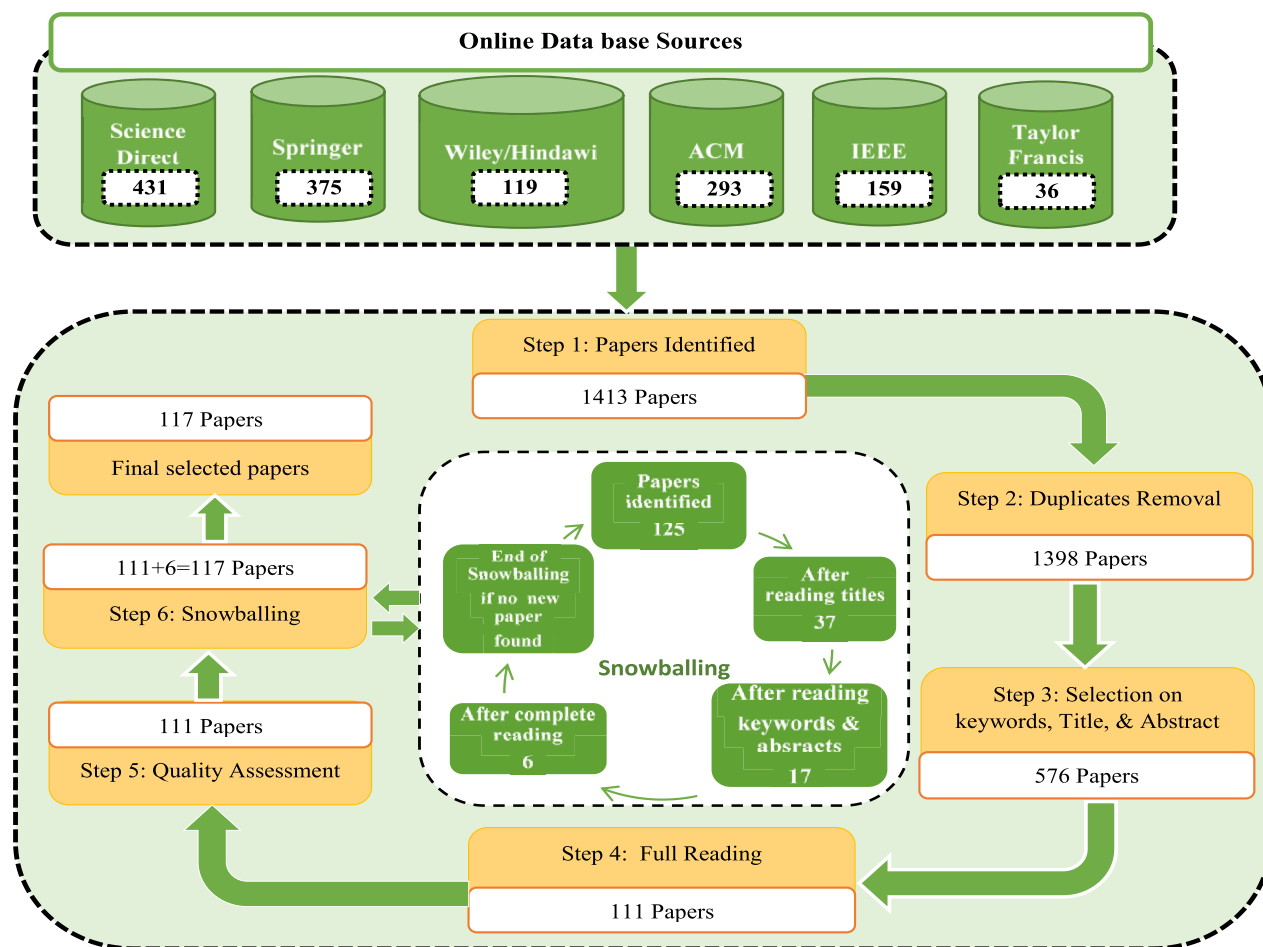 Online Data base Sources
Science
Direct
431
Springer
375
Wiley/Hindawi
119
ACM
293
IEEE
159
Taylor
Francis
36
Step 1: Papers Identified
1413 Papers
Step 2: Duplicates Removal
1398 Papers
Step 3: Selection on
keywords, Title, & Abstract
576 Papers
Step 4: Full Reading
111 Papers
111 Papers
Step 5: Quality Assessment
111+6=117 Papers
Step 6: Snowballing
117 Papers
Final selected papers
Papers
identified
125
After
reading titles
37
After reading
keywords &
absracts
17
After complete
reading
6
End of
Snowballing
if no new
paper
found
Snowballing